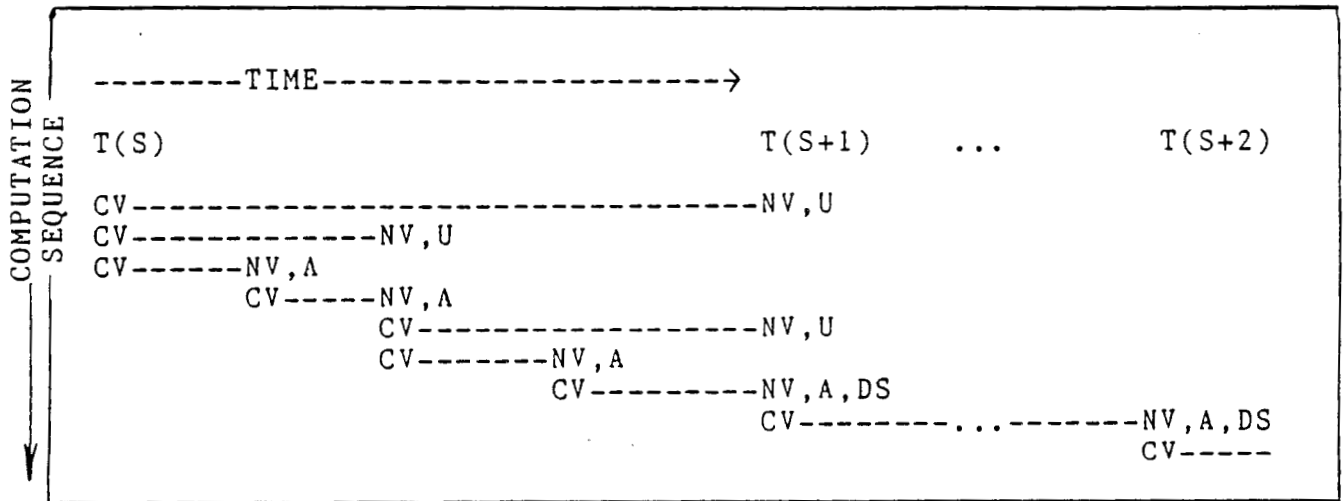 COMPUTATION
SEQUENCE
--------TIME---------------------->
T(S) T(S+1) ... T(S+2)
CV----------------------------------NV,U
CV-------------NV,U
CV------NV,A
CV-----NV,A
CV------------------NV,U
CV-------NV,A
CV---------NV,A,DS
CV--------...-------NV,A,DS
CV-----